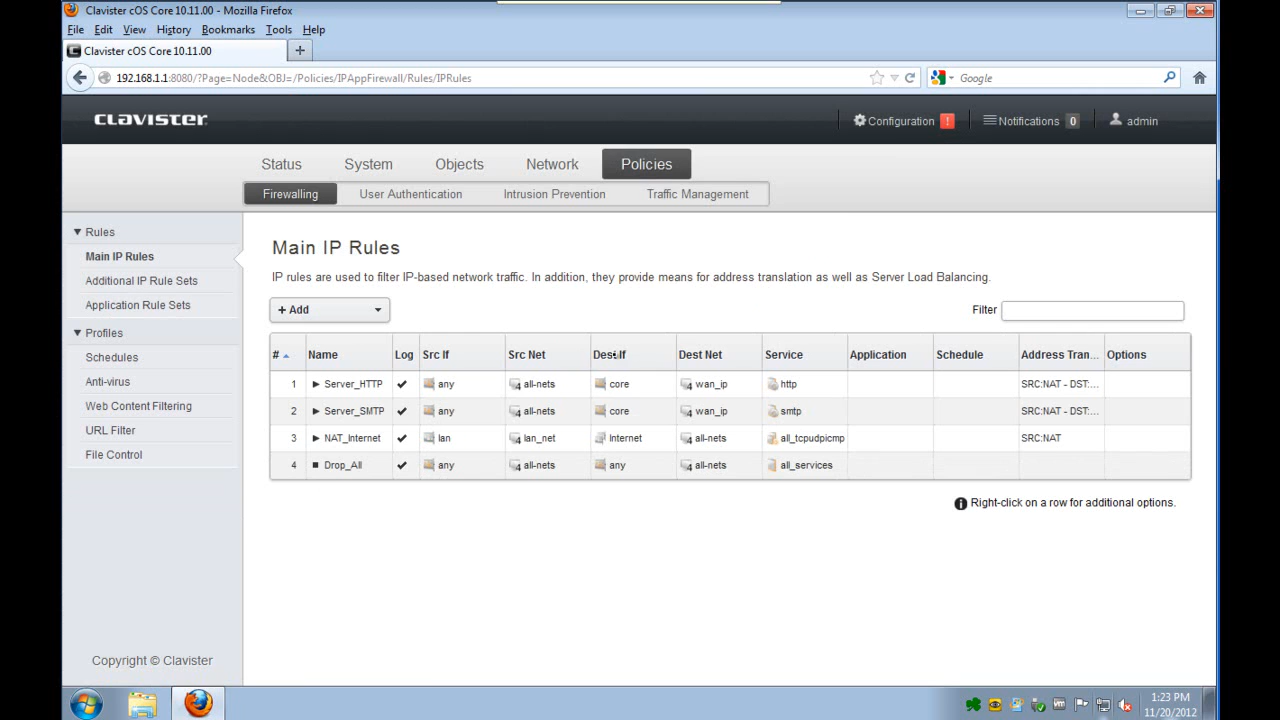 Clavister cOS Core 10.11.00 - Mozilla Firefox
File Edit View History Bookmarks Tools Help
Clavister cOS Core 10.11.00
192.168.1.1:8080/?Page=Node&OBJ=/Policies/IPAppFirewall/Rules/IPRules
Google
clavister
Configuration ! Notifications 0 admin
Status System Objects Network Policies
Firewalling User Authentication Intrusion Prevention Traffic Management
Rules
Main IP Rules
Additional IP Rule Sets
Application Rule Sets
Profiles
Schedules
Anti-virus
Web Content Filtering
URL Filter
File Control
Copyright © Clavister
Main IP Rules
IP rules are used to filter IP-based network traffic. In addition, they provide means for address translation as well as Server Load Balancing.
+ Add
Filter
# Name Log Src If Src Net Dest If Dest Net Service Application Schedule Address Tran... Options
1 Server_HTTP any all-nets core wan_ip http SRC:NAT - DST:...
2 Server_SMTP any all-nets core wan_ip smtp SRC:NAT - DST:...
3 NAT_Internet lan lan_net Internet all-nets all_tcpudpicmp SRC:NAT
4 Drop_All any all-nets any all-nets all_services
Right-click on a row for additional options.
1:23 PM
11/20/2012